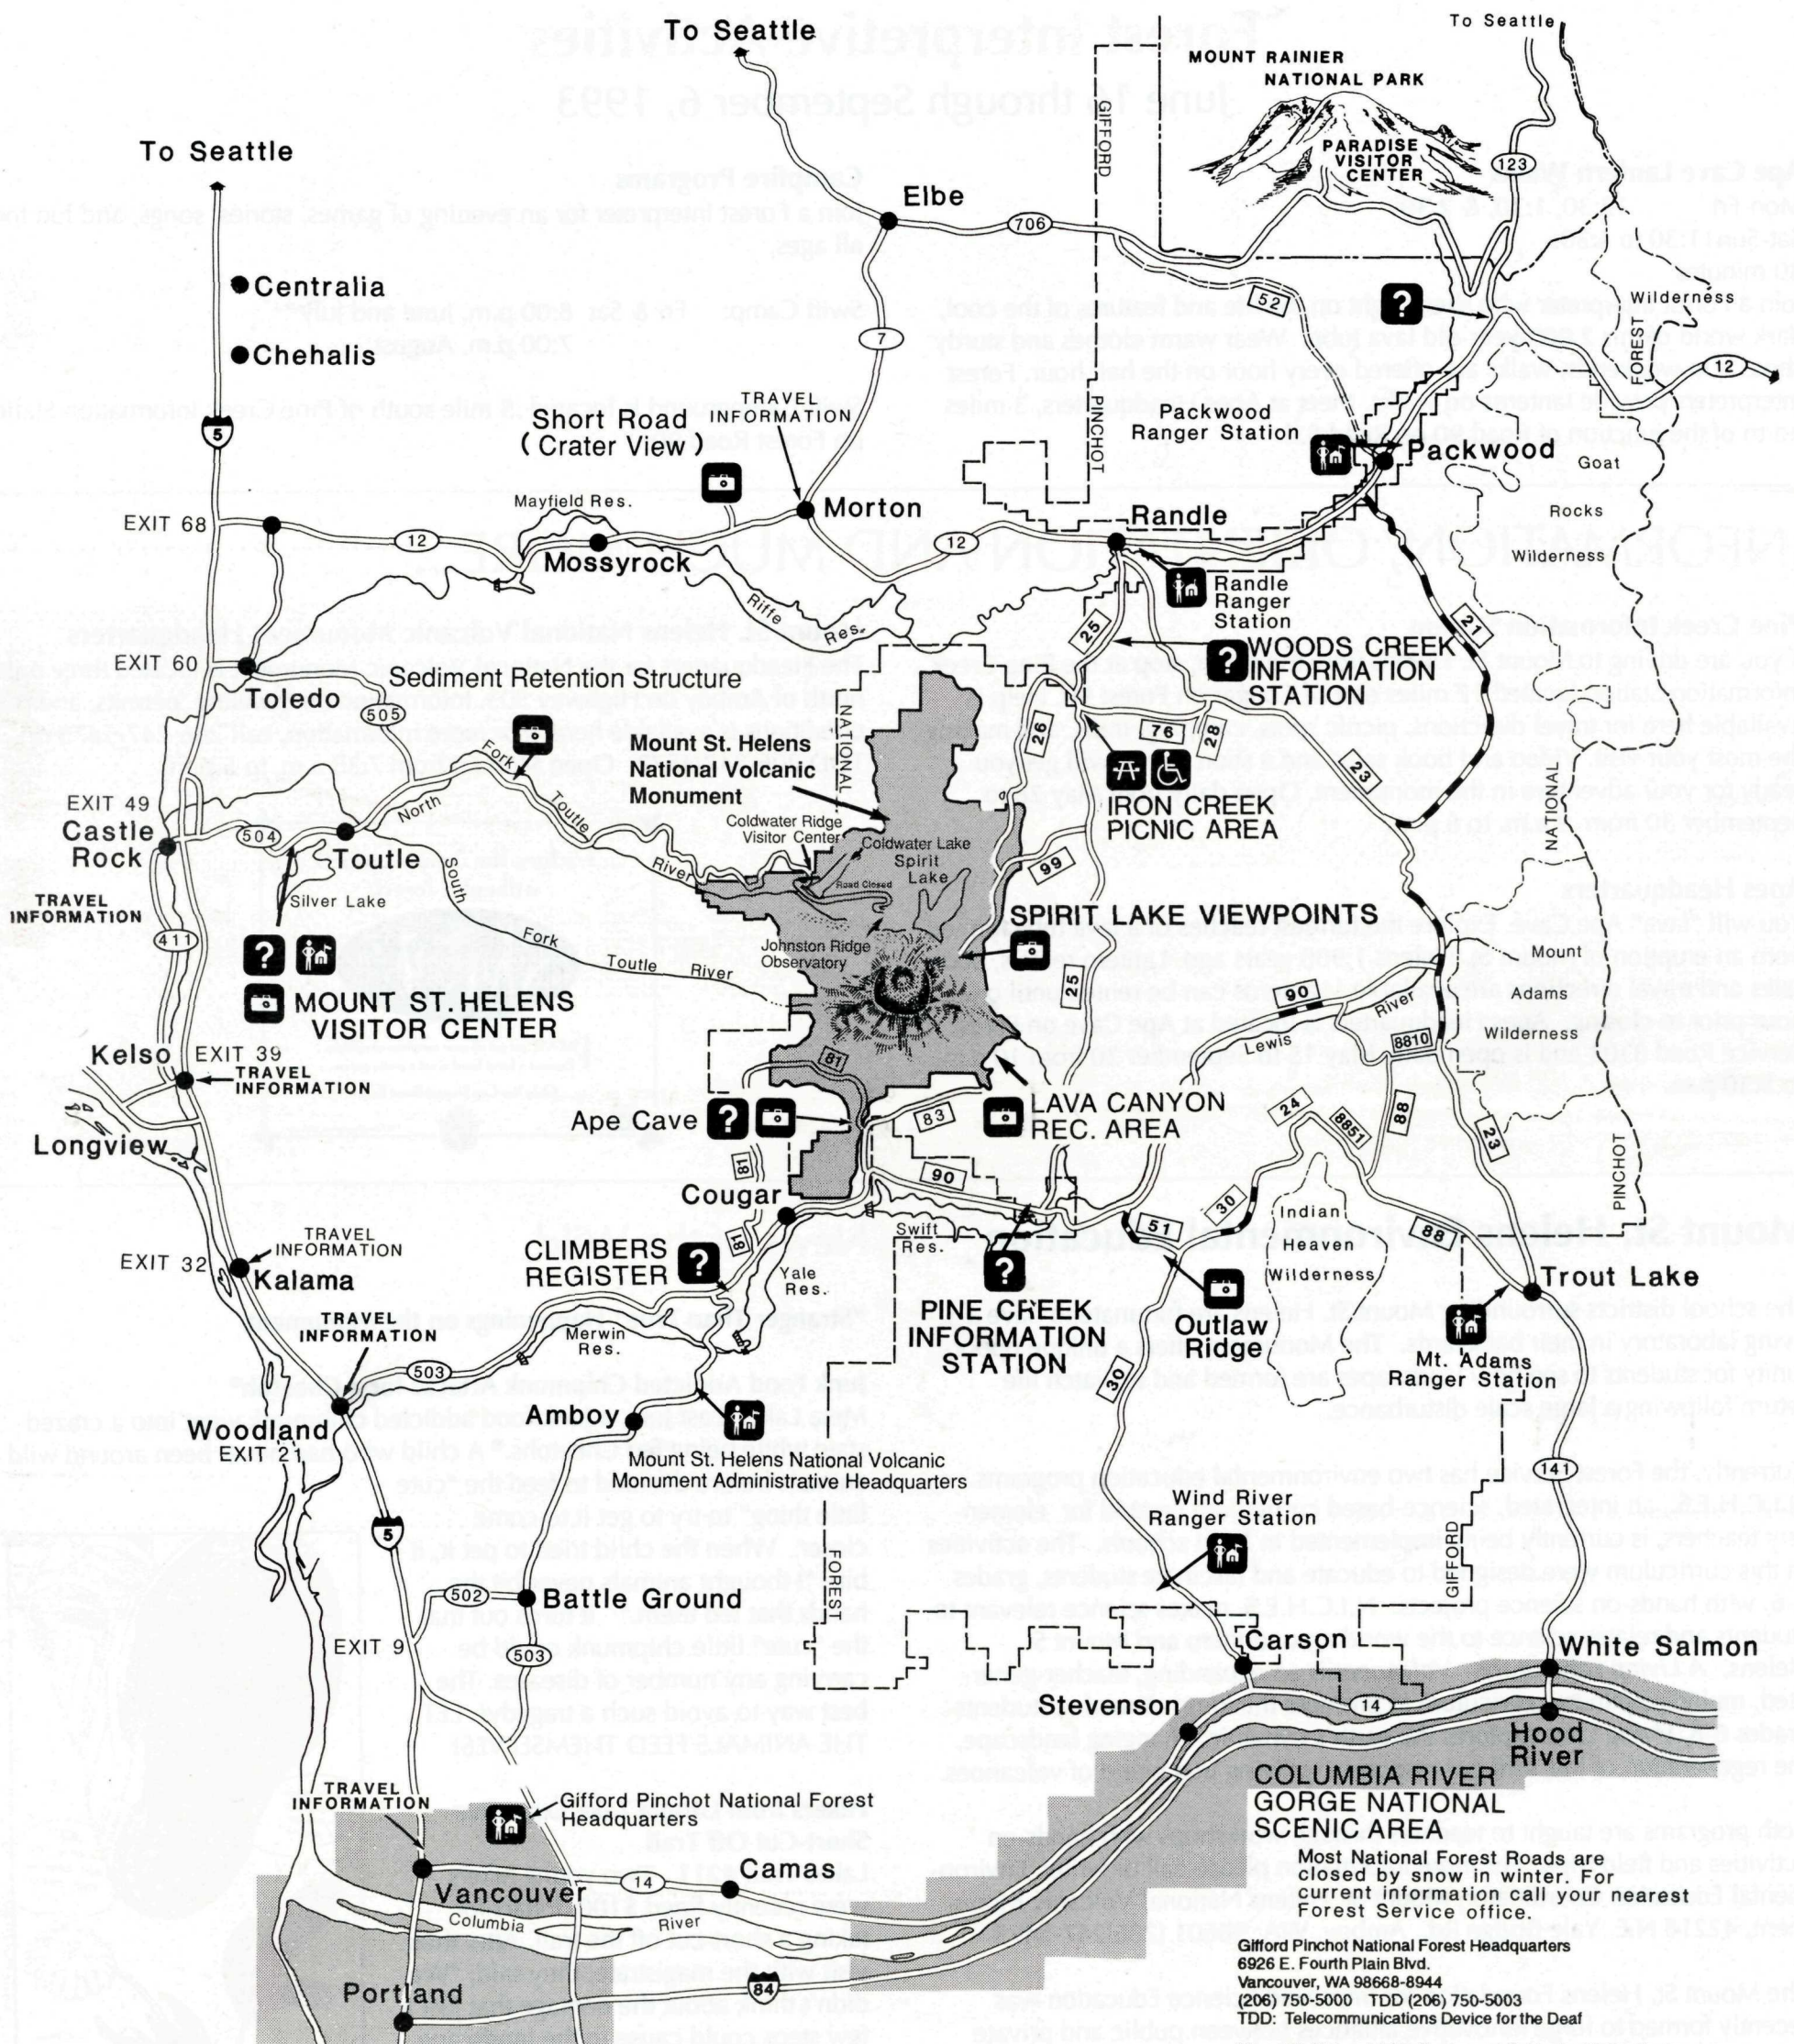 To Seattle
To Seattle
MOUNT RAINIER
NATIONAL PARK
PARADISE
VISITOR
CENTER
123
GIFFORD
To Seattle
Elbe
706
Centralia
Chehalis
52
?
Wilderness
FOREST
12
7
5
TRAVEL
INFORMATION
Short Road
( Crater View )
PINCHOT
Packwood
Ranger Station
Packwood
Goat
Rocks
Wilderness
Mayfield Res.
Morton
Randle
EXIT 68
12
Mossyrock
12
Riffe
Res.
Randle
Ranger
Station
25
21
EXIT 60
Toledo
Sediment Retention Structure
?
WOODS CREEK
INFORMATION
STATION
505
NATIONAL
26
76
28
23
Mount St. Helens
National Volcanic
Monument
Fork
North
Toutle
River
EXIT 49
Castle
Rock
504
Toutle
South
Fork
Toutle River
IRON CREEK
PICNIC AREA
NATIONAL
Coldwater Ridge
Visitor Center
Coldwater Lake
Spirit
Lake
Road Closed
99
TRAVEL
INFORMATION
Silver Lake
411
?
MOUNT ST.HELENS
VISITOR CENTER
SPIRIT LAKE VIEWPOINTS
Johnston Ridge
Observatory
25
Mount
Adams
Wilderness
90
Lewis
River
8810
Kelso
EXIT 39
TRAVEL
INFORMATION
81
Longview
Ape Cave
?
83
LAVA CANYON
REC. AREA
24
8851
88
23
81
90
Cougar
PINCHOT
Swift
Res.
51
30
Indian
Heaven
Wilderness
88
81
TRAVEL
INFORMATION
EXIT 32
Kalama
CLIMBERS
REGISTER
?
Yale
Res.
?
PINE CREEK
INFORMATION
STATION
Outlaw
Ridge
Trout Lake
Mt. Adams
Ranger Station
TRAVEL
INFORMATION
Merwin
Res.
503
30
Woodland
EXIT 21
Amboy
Mount St. Helens National Volcanic
Monument Administrative Headquarters
141
Wind River
Ranger Station
5
FOREST
GIFFORD
502
Battle Ground
EXIT 9
503
Carson
White Salmon
Stevenson
14
Hood
River
COLUMBIA RIVER
GORGE NATIONAL
SCENIC AREA
TRAVEL
INFORMATION
Gifford Pinchot National Forest
Headquarters
Most National Forest Roads are
closed by snow in winter. For
current information call your nearest
Forest Service office.
Camas
14
Vancouver
Columbia
River
84
Portland
Gifford Pinchot National Forest Headquarters
6926 E. Fourth Plain Blvd.
Vancouver, WA 98668-8944
(206) 750-5000 TDD (206) 750-5003
TDD: Telecommunications Device for the Deaf